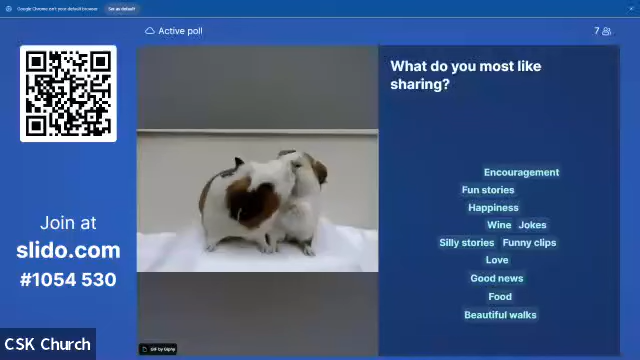 Google Chrome isn't your default browser
Set as default
Active poll
7
What do you most like
sharing?
Join at
slido.com
#1054 530
Encouragement
Fun stories
Happiness
Wine Jokes
Silly stories Funny clips
Love
Good news
Food
Beautiful walks
GIF by Giphy
CSK Church